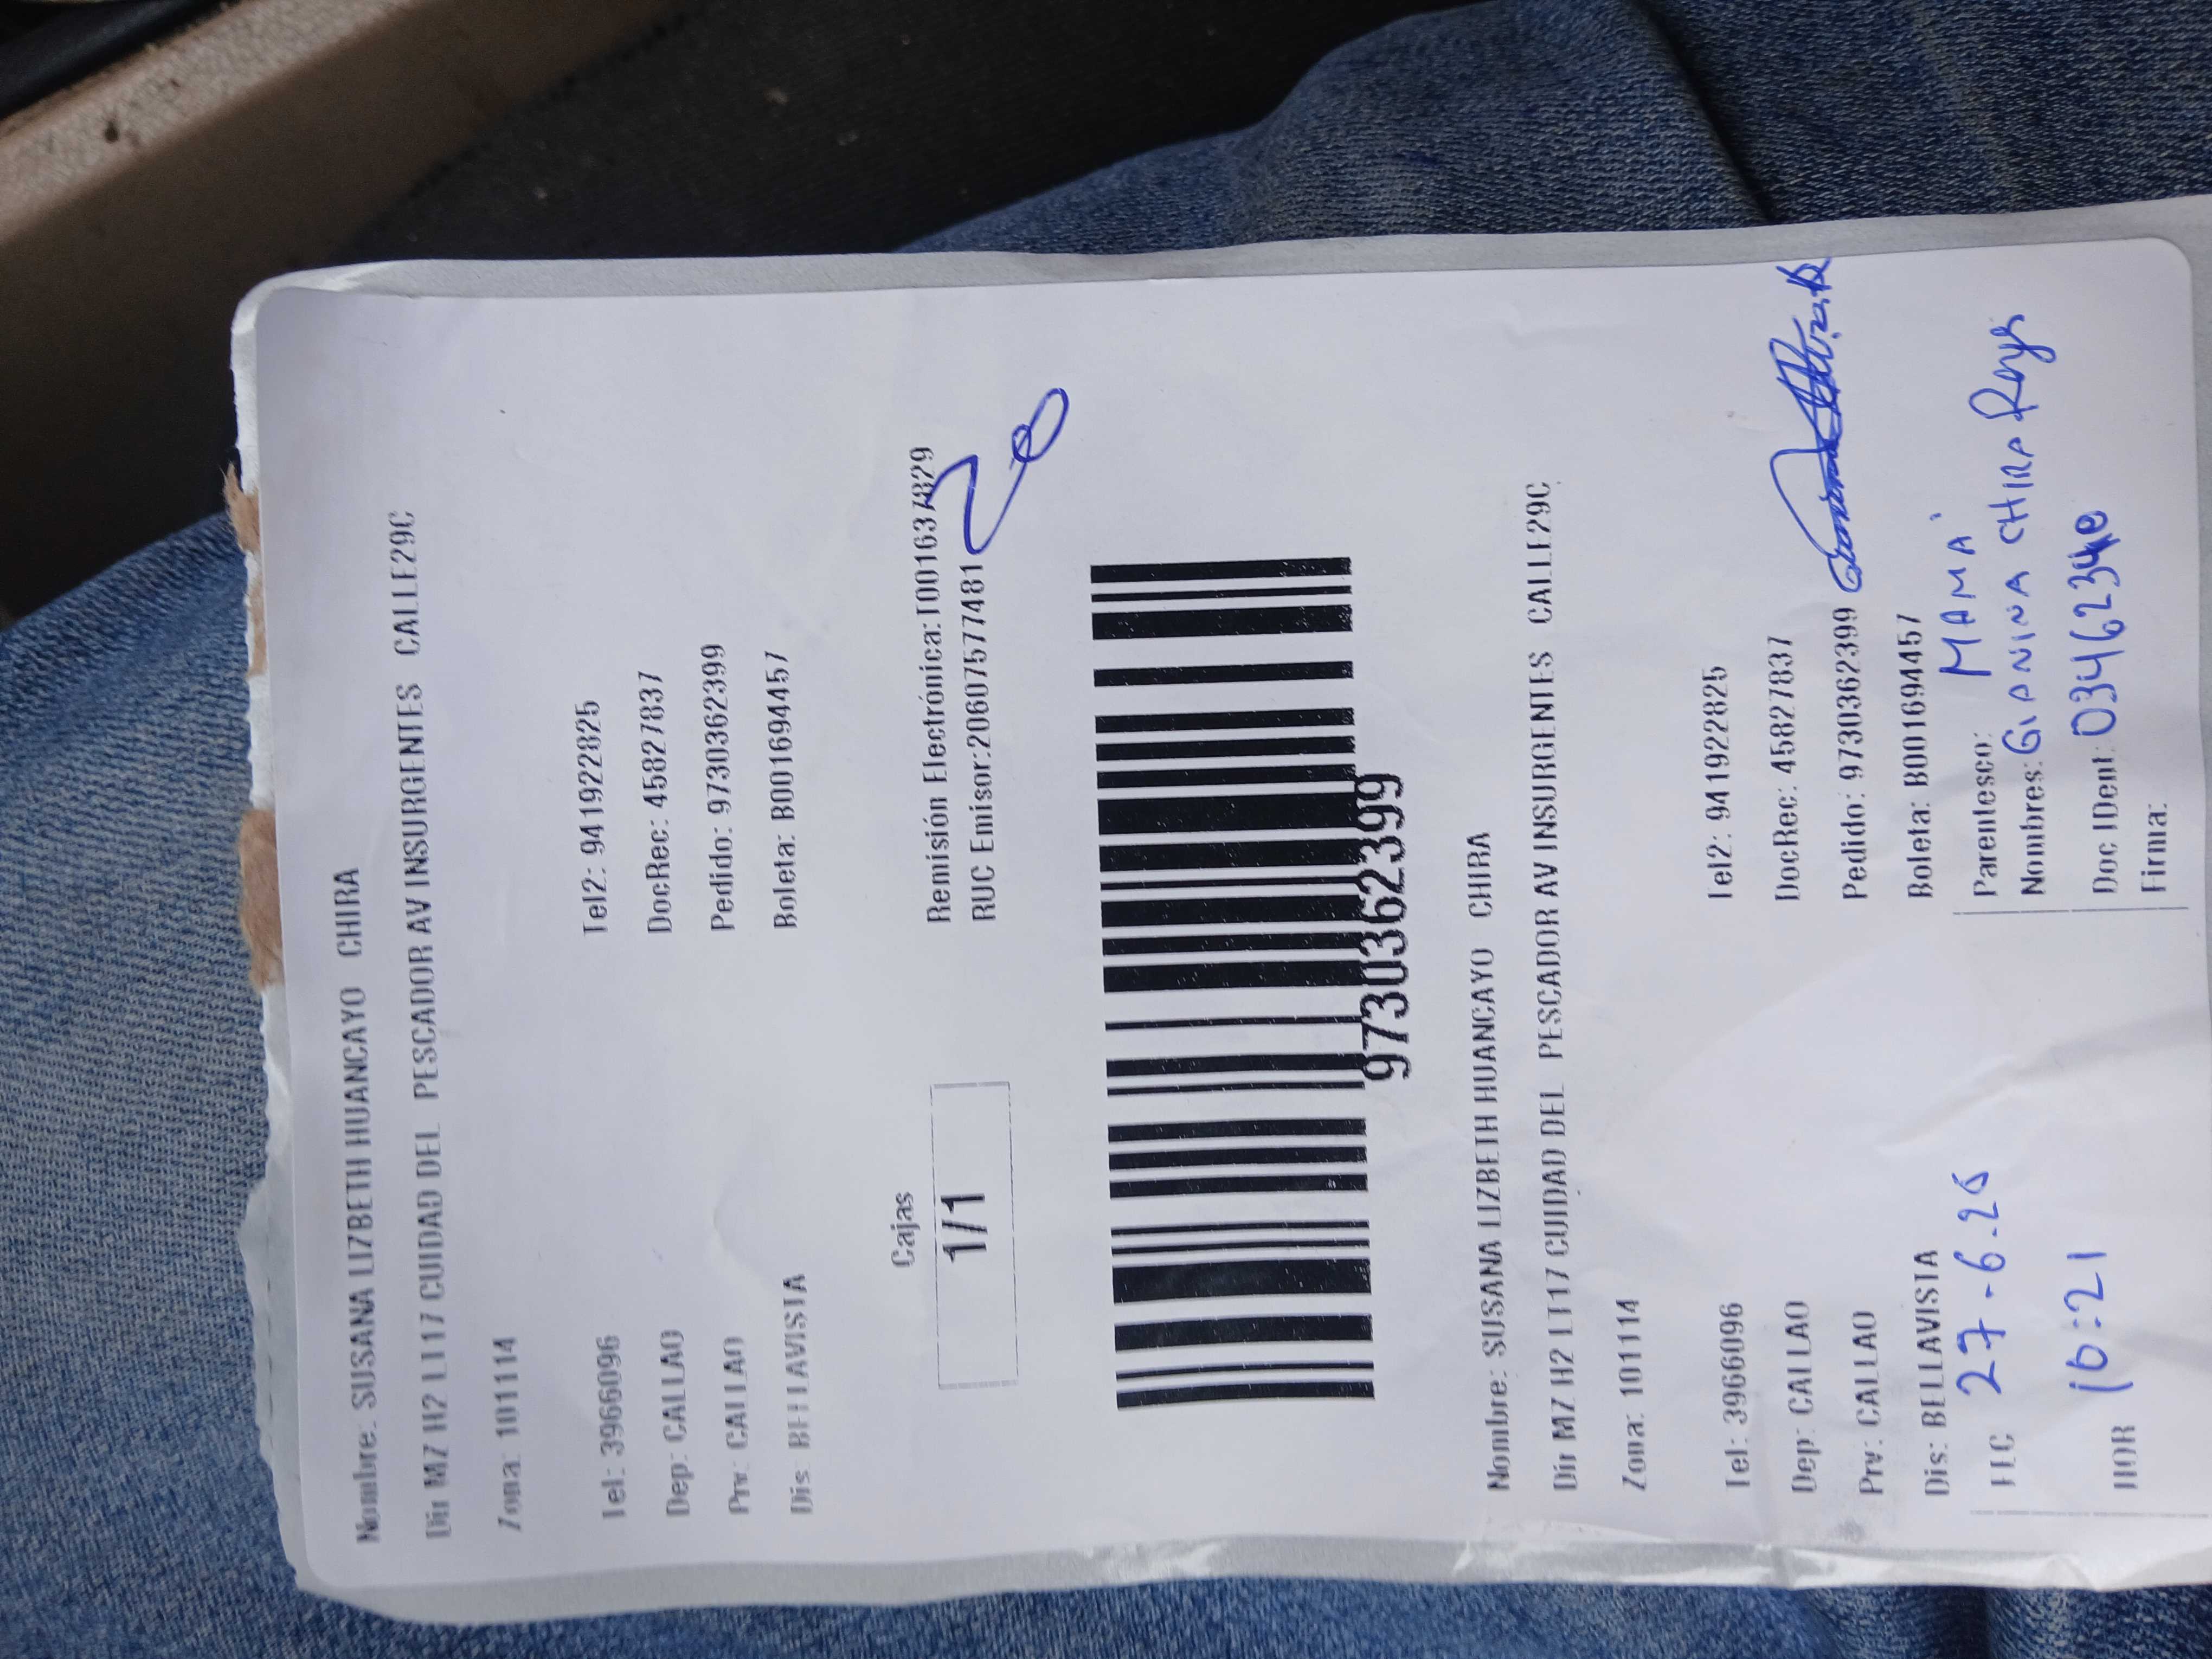 Nombre: SUSANA LIZBETH HUANCAYO CHIRA
Dir MZ H2 LT17 CUIDAD DEL PESCADOR AV INSURGENTES CALLE29C
Zona: 101114
Tel: 3966096 Tel2: 941922825
Dep: CALLAO DocRec: 45827837
Prv: CALLAO Pedido: 9730362399
Dis: BELLAVISTA Boleta: B001694457
Cajas
1/1
Remisión Electrónica:T001637829
RUC Emisor:20607577481
9730362399
Nombre: SUSANA LIZBETH HUANCAYO CHIRA
Dir MZ H2 LT17 CUIDAD DEL PESCADOR AV INSURGENTES CALLE29C
Zona: 101114
Tel: 3966096 Tel2: 941922825
Dep: CALLAO DocRec: 45827837
Prv: CALLAO Pedido: 9730362399
Dis: BELLAVISTA Boleta: B001694457
FEC 27-6-26 Parentesco: MAMÁ
Nombres: GIANINA CHIRA Reyes
HOR 10:21 Doc IDent: 
Firma: